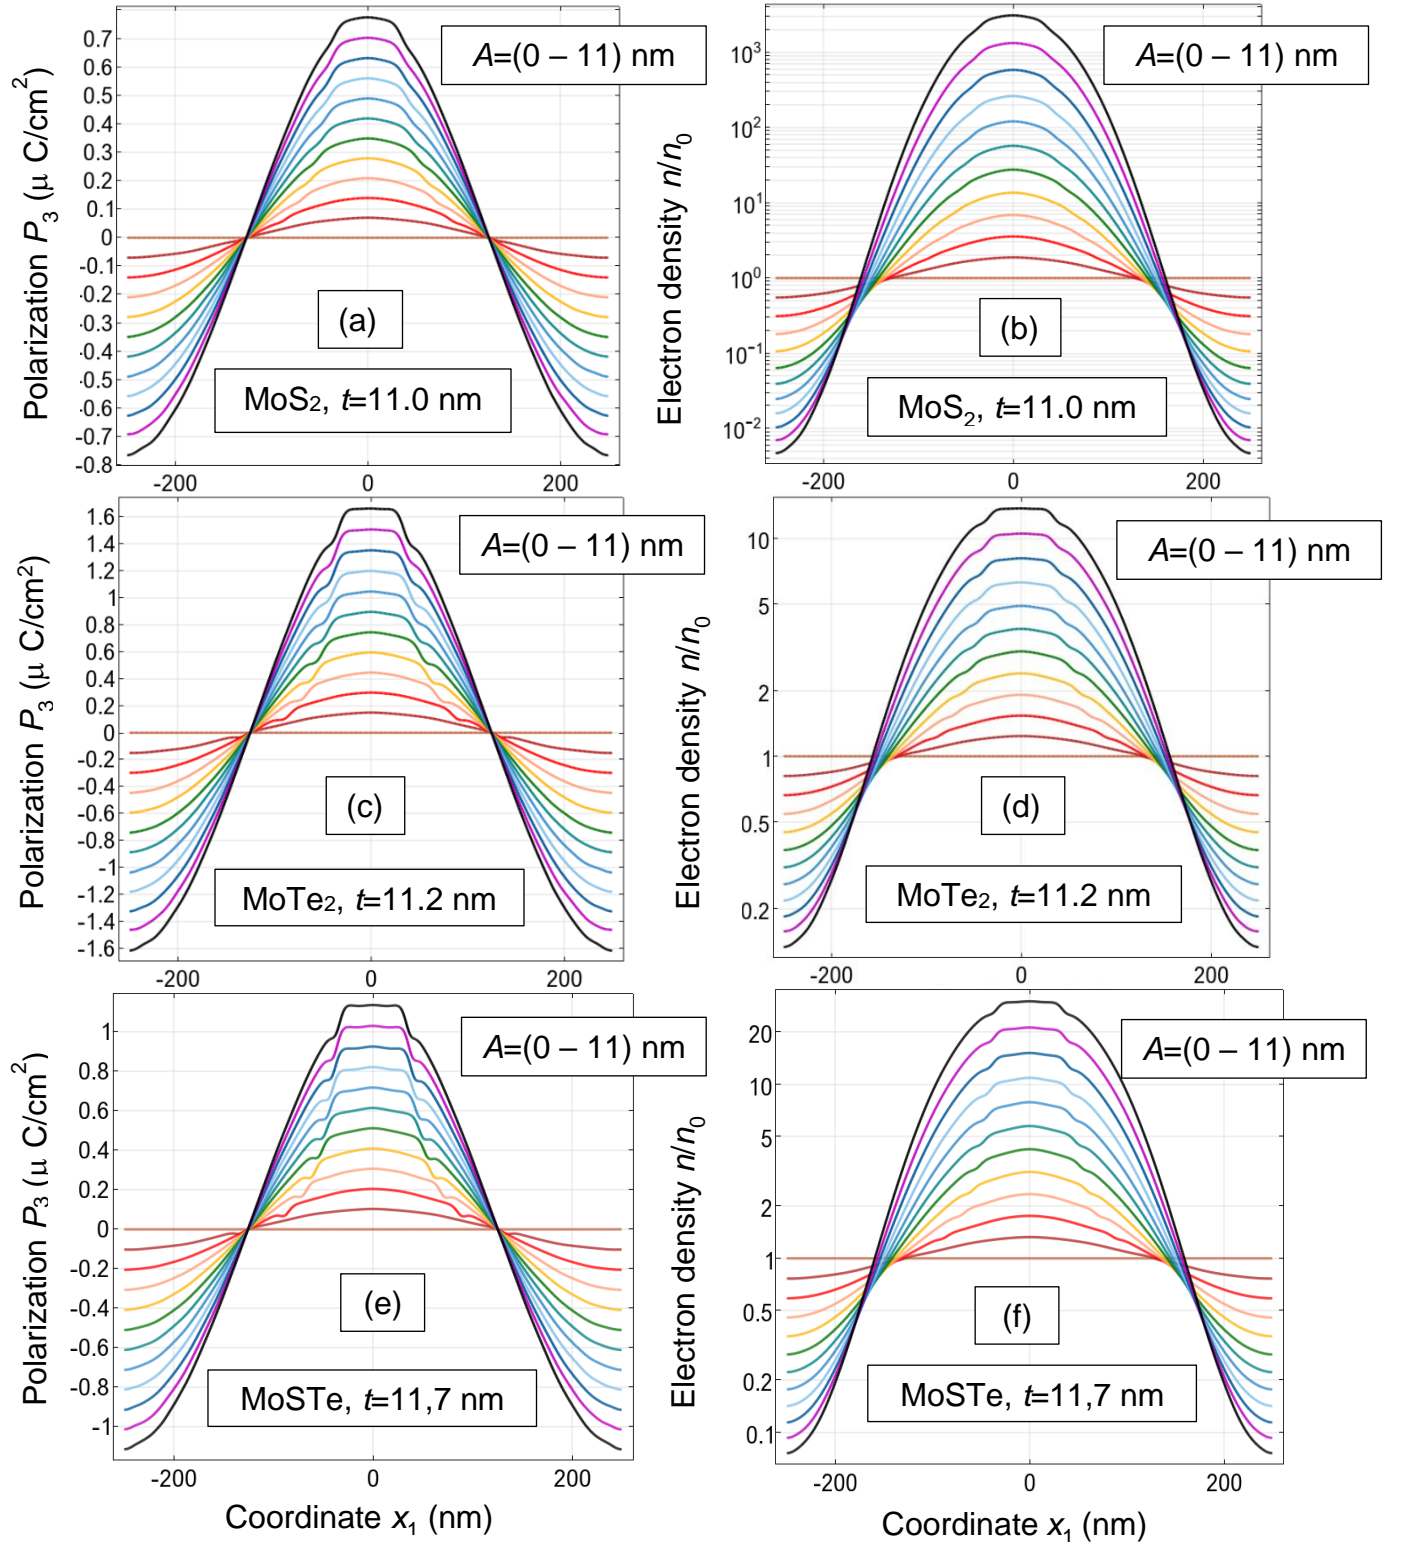 Polarization P3 (μ C/cm2)
0.7
0.6
0.5
0.4
0.3
0.2
0.1
0
-0.1
-0.2
-0.3
-0.4
-0.5
-0.6
-0.7
-0.8
A=(0 – 11) nm
(a)
MoS2, t=11.0 nm
-200 0 200
Electron density n/n0
10^3
10^2
10^1
10^0
10^-1
10^-2
A=(0 – 11) nm
(b)
MoS2, t=11.0 nm
-200 0 200
Polarization P3 (μ C/cm2)
1.6
1.4
1.2
1
0.8
0.6
0.4
0.2
0
-0.2
-0.4
-0.6
-0.8
-1
-1.2
-1.4
-1.6
A=(0 – 11) nm
(c)
MoTe2, t=11.2 nm
-200 0 200
Electron density n/n0
10
5
2
1
0.5
0.2
A=(0 – 11) nm
(d)
MoTe2, t=11.2 nm
-200 0 200
Polarization P3 (μ C/cm2)
1
0.8
0.6
0.4
0.2
0
-0.2
-0.4
-0.6
-0.8
-1
A=(0 – 11) nm
(e)
MoSTe, t=11,7 nm
-200 0 200
Coordinate x1 (nm)
Electron density n/n0
20
10
5
2
1
0.5
0.2
0.1
A=(0 – 11) nm
(f)
MoSTe, t=11,7 nm
-200 0 200
Coordinate x1 (nm)